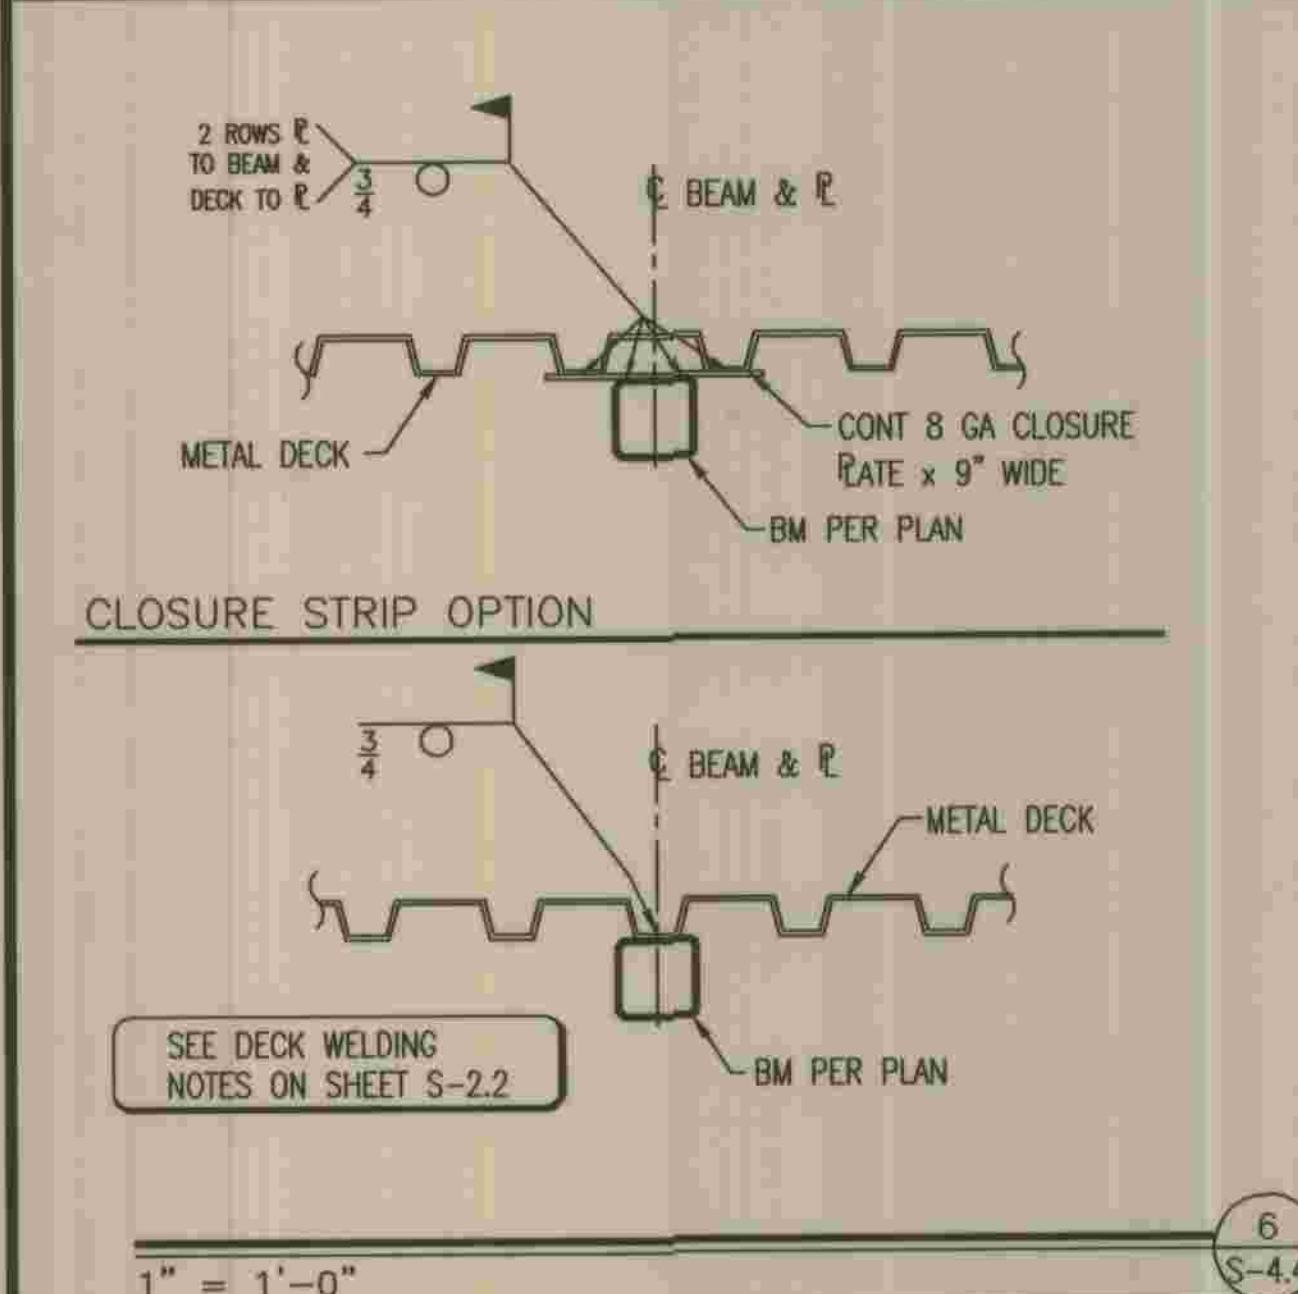 2 ROWS ⅊
TO BEAM &
DECK TO ⅊
3/4
℄ BEAM & ⅊
METAL DECK
CONT 8 GA CLOSURE
⅊ATE x 9" WIDE
BM PER PLAN
CLOSURE STRIP OPTION
3/4
℄ BEAM & ⅊
METAL DECK
SEE DECK WELDING
NOTES ON SHEET S-2.2
BM PER PLAN
6
S-4.4
1" = 1'-0"